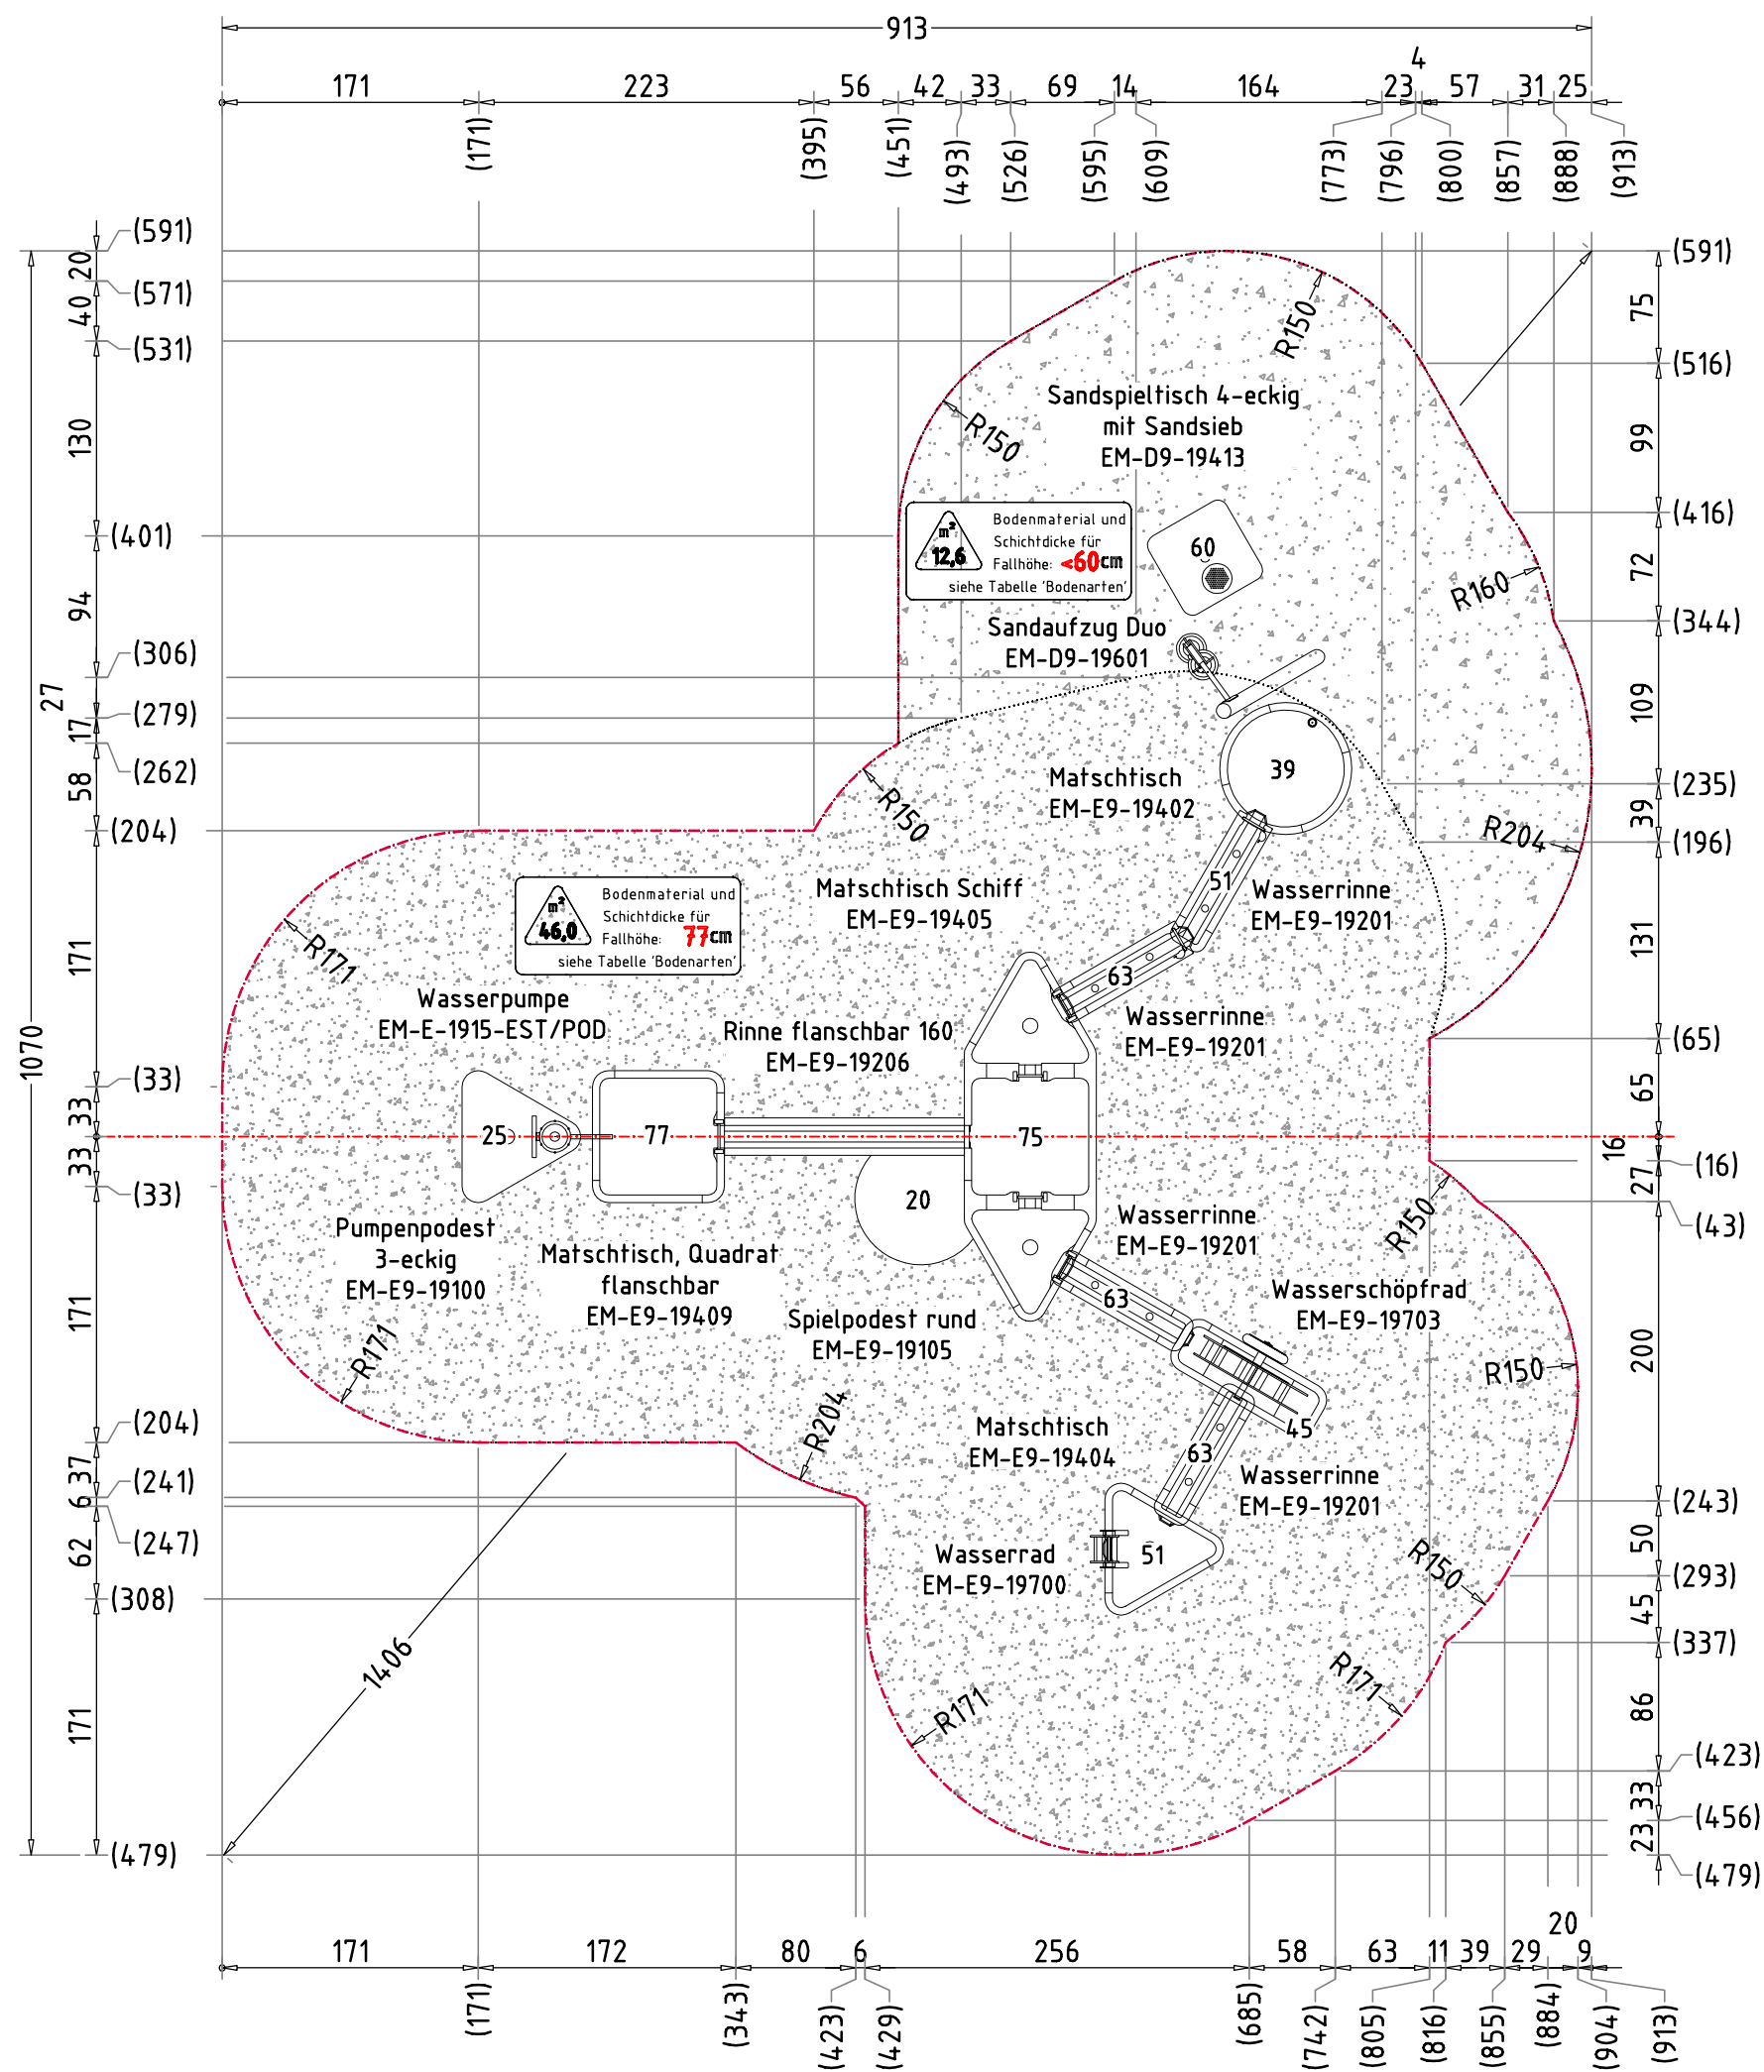 913
4
171 223 56 42 33 69 14 164 23 57 31 25
(171) (395) (451) (493) (526) (595) (609) (773) (796) (800) (857) (888) (913)
(591)
20
(571)
40
(531)
130
(401)
94
(306)
27
(279)
17
(262)
58
(204)
171
1070
(33)
33
33
(33)
171
(204)
37
(241)
6
(247)
62
(308)
171
(479)
(591)
75
(516)
99
(416)
72
(344)
109
(235)
39
(196)
131
(65)
65
16
(16)
27
(43)
200
(243)
50
(293)
45
(337)
86
(423)
33
(456)
23
(479)
R150
R150
Sandspieltisch 4-eckig
mit Sandsieb
EM-D9-19413
m²
12,6
Bodenmaterial und
Schichtdicke für
Fallhöhe: <60cm
siehe Tabelle 'Bodenarten'
60
R160
Sandaufzug Duo
EM-D9-19601
39
Matschtisch
EM-E9-19402
R150
R204
51
Wasserrinne
EM-E9-19201
Matschtisch Schiff
EM-E9-19405
m²
46,0
Bodenmaterial und
Schichtdicke für
Fallhöhe: 77cm
siehe Tabelle 'Bodenarten'
R171
63
Wasserpumpe
EM-E-1915-EST/POD
Rinne flanschbar 160
EM-E9-19206
Wasserrinne
EM-E9-19201
25
77
75
20
Wasserrinne
EM-E9-19201
R150
Pumpenpodest
3-eckig
EM-E9-19100
Matschtisch, Quadrat
flanschbar
EM-E9-19409
Spielpodest rund
EM-E9-19105
63
Wasserschöpfrad
EM-E9-19703
R171
R150
R204
45
Matschtisch
EM-E9-19404
63
Wasserrinne
EM-E9-19201
Wasserrad
EM-E9-19700
51
R150
1406
R171
R171
20
171 172 80 6 256 58 63 11 39 29 9
(171) (343) (423) (429) (685) (742) (805) (816) (855) (884) (904) (913)